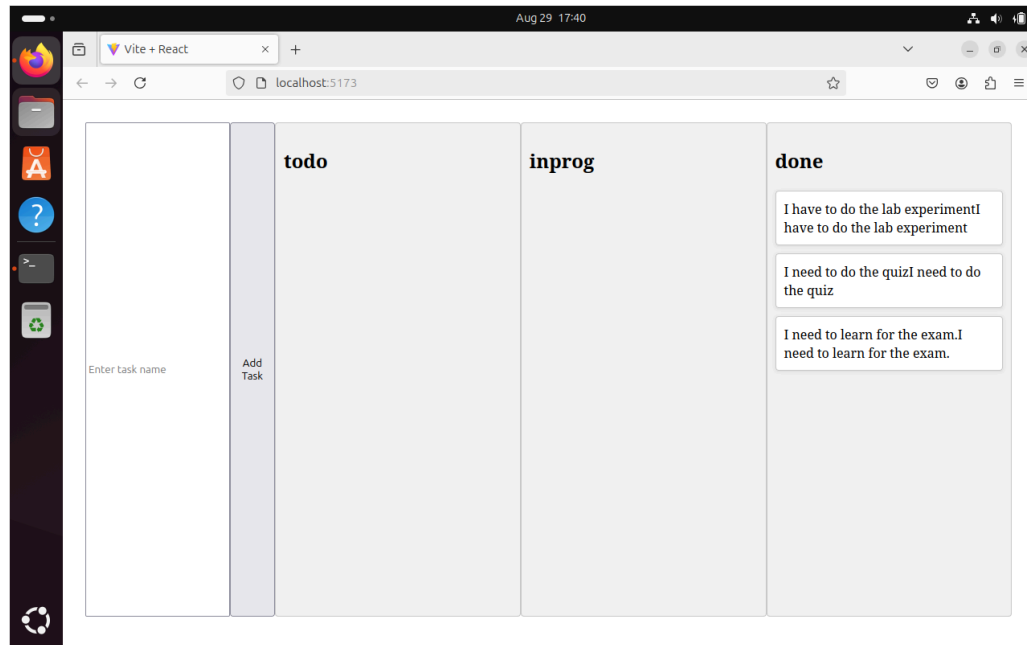 Aug 29 17:40
Vite + React
localhost:5173
Enter task name
Add
Task
todo
inprog
done
I have to do the lab experimentI
have to do the lab experiment
I need to do the quizI need to do
the quiz
I need to learn for the exam.I
need to learn for the exam.